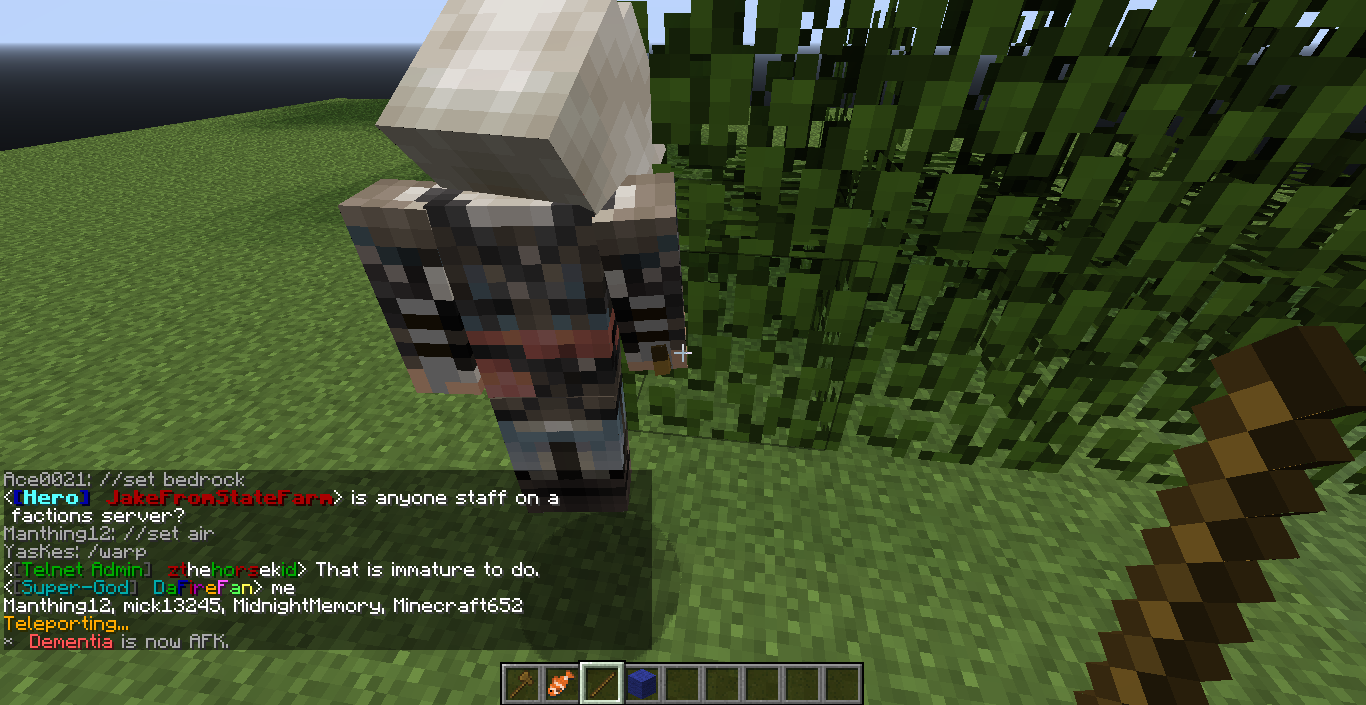 Ace0021: //set bedrock
<[Hero] JakeFromStateFarm> is anyone staff on a
factions server?
Manthing12: //set air
YasKes: /warp
<[Telnet Admin] zthehorsekid> That is immature to do.
<[Super-God] DaFireFan> me
Manthing12, mick13245, MidnightMemory, Minecraft652
Teleporting...
* Dementia is now AFK.